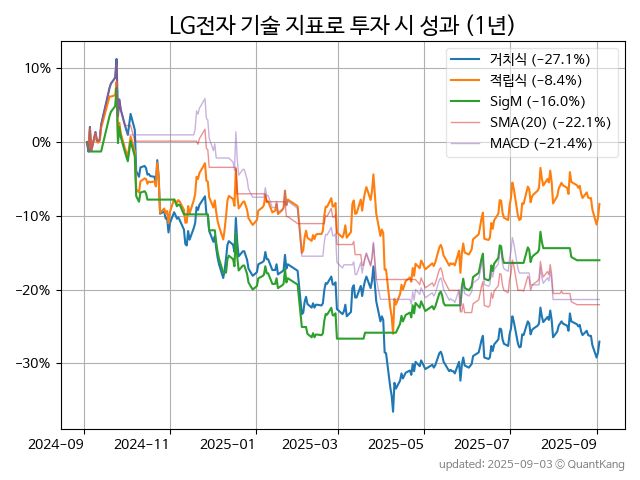 LG전자 기술 지표로 투자 시 성과 (1년)
거치식 (−27.1%)
적립식 (−8.4%)
SigM (−16.0%)
SMA(20) (−22.1%)
MACD (−21.4%)
10%
0%
−10%
−20%
−30%
2024-09
2024-11
2025-01
2025-03
2025-05
2025-07
2025-09
updated: 2025-09-03 ⓒ QuantKang